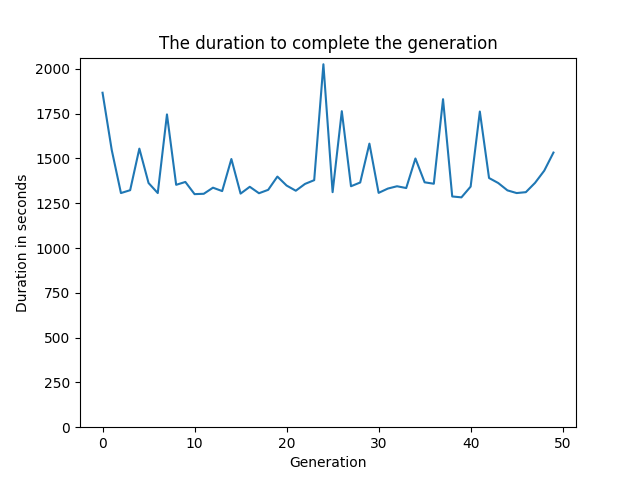 The duration to complete the generation
2000
1750
1500
1250
1000
750
500
250
0
Duration in seconds
0 10 20 30 40 50
Generation